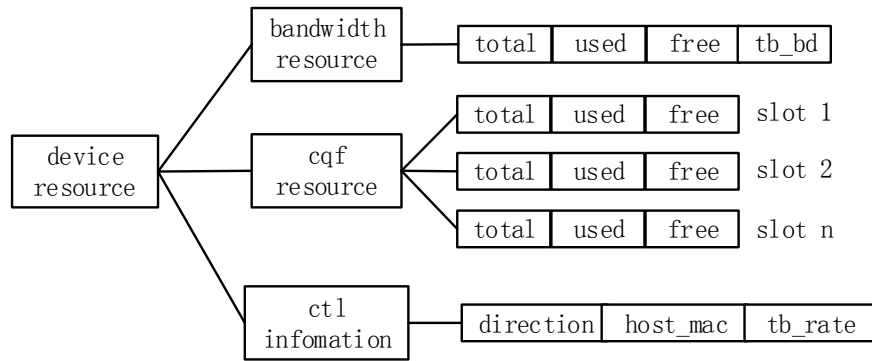 bandwidth
resource
total used free tb_bd
device
resource
cqf
resource
total used free slot 1
total used free slot 2
total used free slot n
ctl
infomation
direction host_mac tb_rate